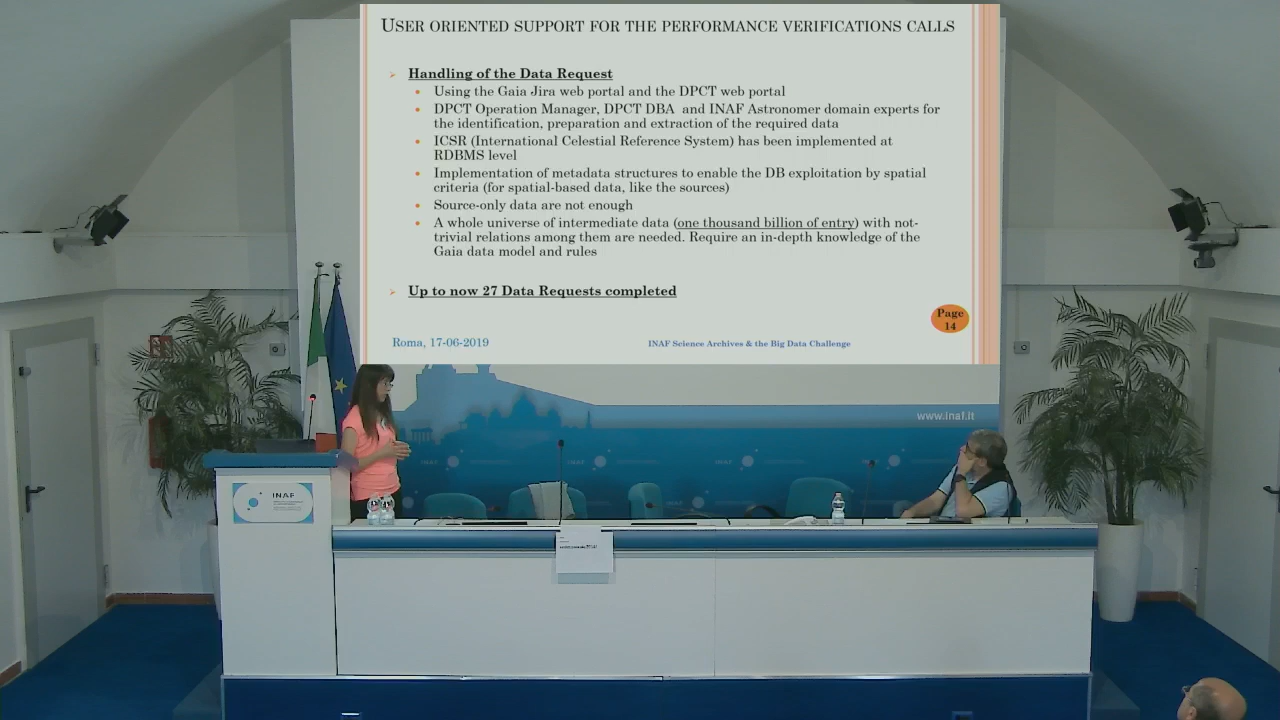 USER ORIENTED SUPPORT FOR THE PERFORMANCE VERIFICATIONS CALLS
Handling of the Data Request
Using the Gaia Jira web portal and the DPCT web portal
DPCT Operation Manager, DPCT DBA and INAF Astronomer domain experts for
the identification, preparation and extraction of the required data
ICSR (International Celestial Reference System) has been implemented at
RDBMS level
Implementation of metadata structures to enable the DB exploitation by spatial
criteria (for spatial-based data, like the sources)
Source-only data are not enough
A whole universe of intermediate data (one thousand billion of entry) with not-
trivial relations among them are needed. Require an in-depth knowledge of the
Gaia data model and rules
Up to now 27 Data Requests completed
Page
14
Roma, 17-06-2019
INAF Science Archives & the Big Data Challenge
www.inaf.it
INAF
INAF
INAF
INAF
INAF